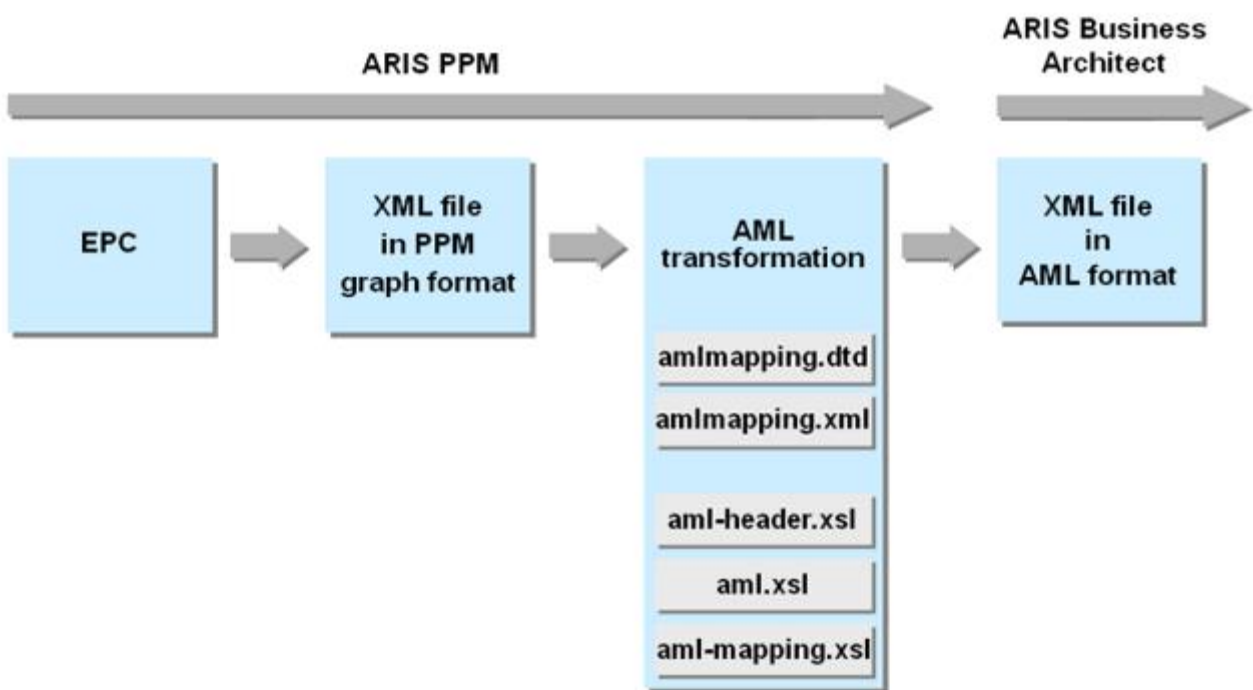 ARIS PPM
ARIS Business
Architect
EPC
XML file
in PPM
graph format
AML
transformation
amlmapping.dtd
amlmapping.xml
aml-header.xsl
aml.xsl
aml-mapping.xsl
XML file
in
AML format